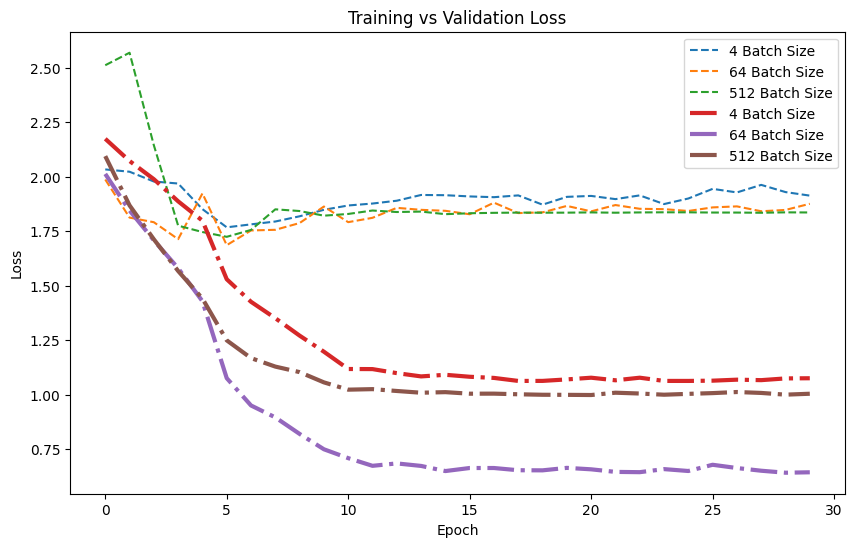 Training vs Validation Loss
4 Batch Size
64 Batch Size
512 Batch Size
4 Batch Size
64 Batch Size
512 Batch Size
Loss
2.50
2.25
2.00
1.75
1.50
1.25
1.00
0.75
0 5 10 15 20 25 30
Epoch